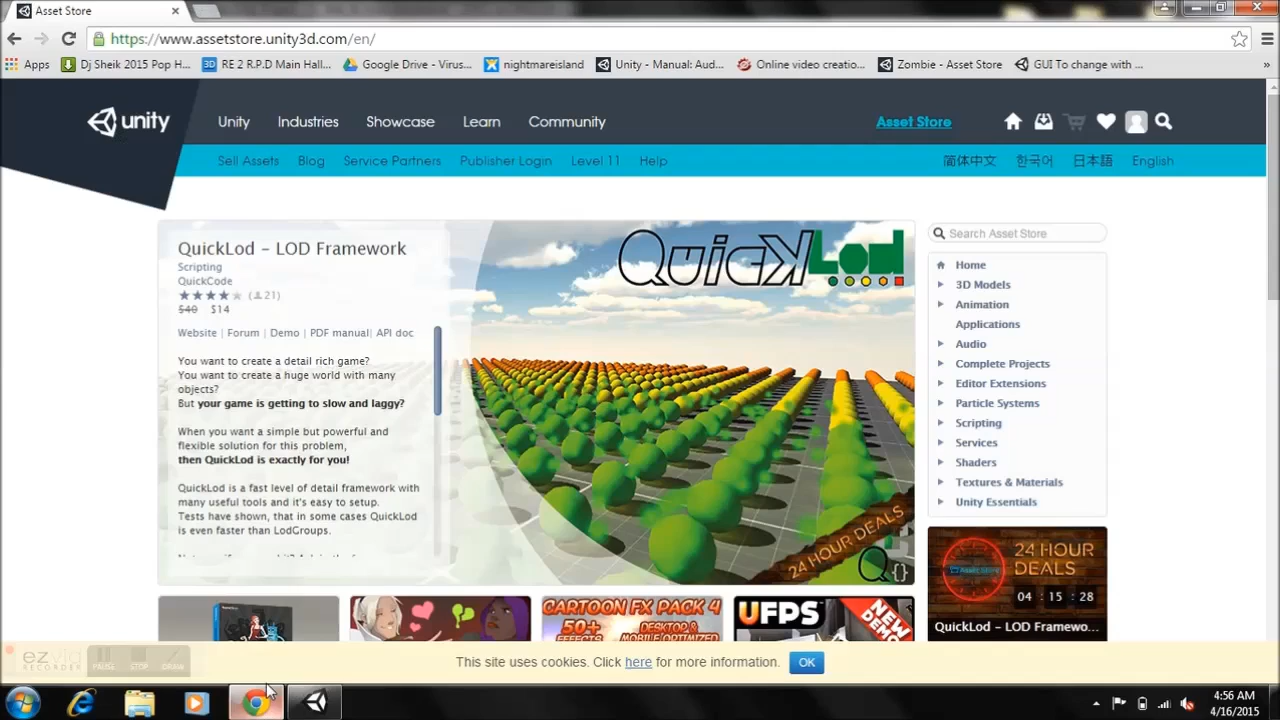 Asset Store
https://www.assetstore.unity3d.com/en/
Apps
Dj Sheik 2015 Pop H...
RE 2 R.P.D Main Hall...
Google Drive - Virus...
nightmareisland
Unity - Manual: Aud...
Online video creatio...
Zombie - Asset Store
GUI To change with ...
»
unity
Unity
Industries
Showcase
Learn
Community
Asset Store
Sell Assets
Blog
Service Partners
Publisher Login
Level 11
Help
简体中文
한국어
日本語
English
QuickLod – LOD Framework
Scripting
QuickCode
(21)
$40 $14
Website | Forum | Demo | PDF manual| API doc
You want to create a detail rich game?
You want to create a huge world with many
objects?
But your game is getting to slow and laggy?
When you want a simple but powerful and
flexible solution for this problem,
then QuickLod is exactly for you!
QuickLod is a fast level of detail framework with
many useful tools and it's easy to setup.
Tests have shown, that in some cases QuickLod
is even faster than LodGroups.
QuickLod
24 HOUR DEALS
Q{}
Search Asset Store
Home
3D Models
Animation
Applications
Audio
Complete Projects
Editor Extensions
Particle Systems
Scripting
Services
Shaders
Textures & Materials
Unity Essentials
24 HOUR
DEALS
Asset Store
04 : 15 : 28
QuickLod – LOD Framewo...
CARTOON FX PACK 4
50+
EFFECTS
DESKTOP &
MOBILE OPTIMIZED
UFPS
NEW
DEMO
ezvid
RECORDER
PAUSE
STOP
DRAW
This site uses cookies. Click here for more information.
OK
4:56 AM
4/16/2015